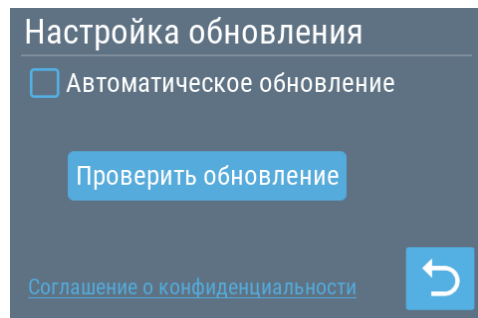 Настройка обновления
Автоматическое обновление
Проверить обновление
Соглашение о конфиденциальности